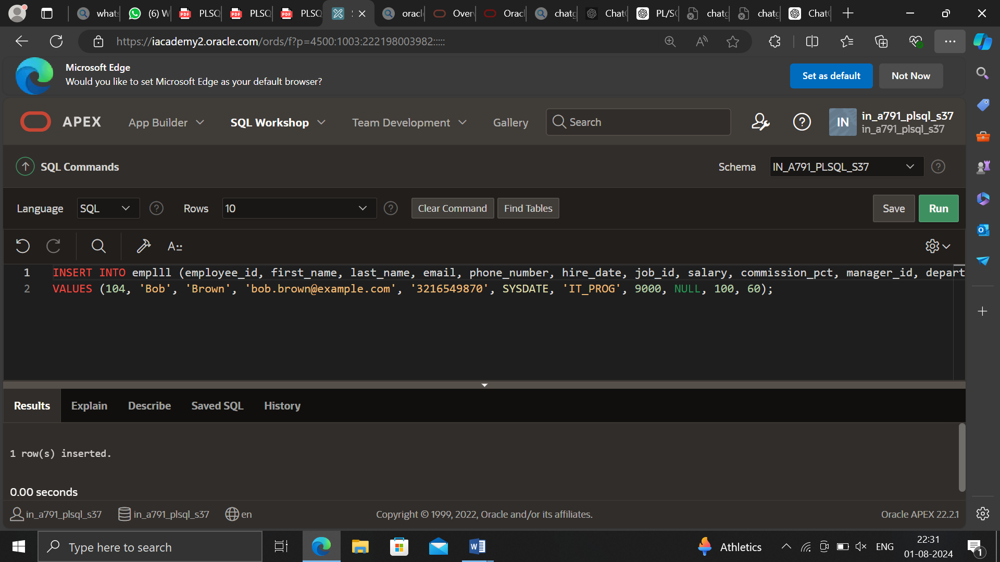 whats
(6) W
PLSQ
PLSQ
PLSQ
oracl
Over
Oracl
chatg
Chat
PL/S
chatg
chatg
Chat
https://iacademy2.oracle.com/ords/f?p=4500:1003:222198003982:::::
Microsoft Edge
Would you like to set Microsoft Edge as your default browser?
Set as default
Not Now
APEX
App Builder
SQL Workshop
Team Development
Gallery
Search
IN
in_a791_plsql_s37
in_a791_plsql_s37
SQL Commands
Schema
IN_A791_PLSQL_S37
Language
SQL
Rows
10
Clear Command
Find Tables
Save
Run
A::
1 INSERT INTO emplll (employee_id, first_name, last_name, email, phone_number, hire_date, job_id, salary, commission_pct, manager_id, depart
2 VALUES (104, 'Bob', 'Brown', 'bob.brown@example.com', '3216549870', SYSDATE, 'IT_PROG', 9000, NULL, 100, 60);
Results
Explain
Describe
Saved SQL
History
1 row(s) inserted.
0.00 seconds
in_a791_plsql_s37
in_a791_plsql_s37
en
Copyright © 1999, 2022, Oracle and/or its affiliates.
Oracle APEX 22.2.1
Type here to search
Athletics
ENG
22:31
01-08-2024
1